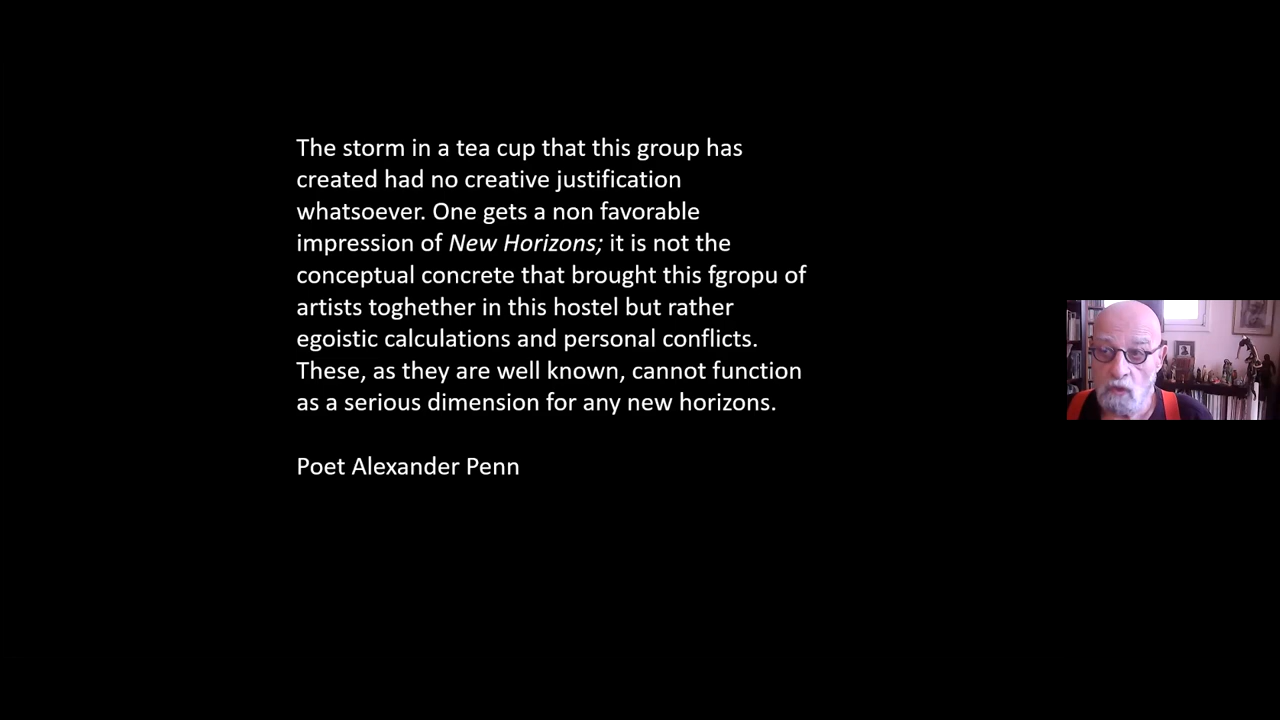 The storm in a tea cup that this group has
created had no creative justification
whatsoever. One gets a non favorable
impression of New Horizons; it is not the
conceptual concrete that brought this fgropu of
artists toghether in this hostel but rather
egoistic calculations and personal conflicts.
These, as they are well known, cannot function
as a serious dimension for any new horizons.
Poet Alexander Penn